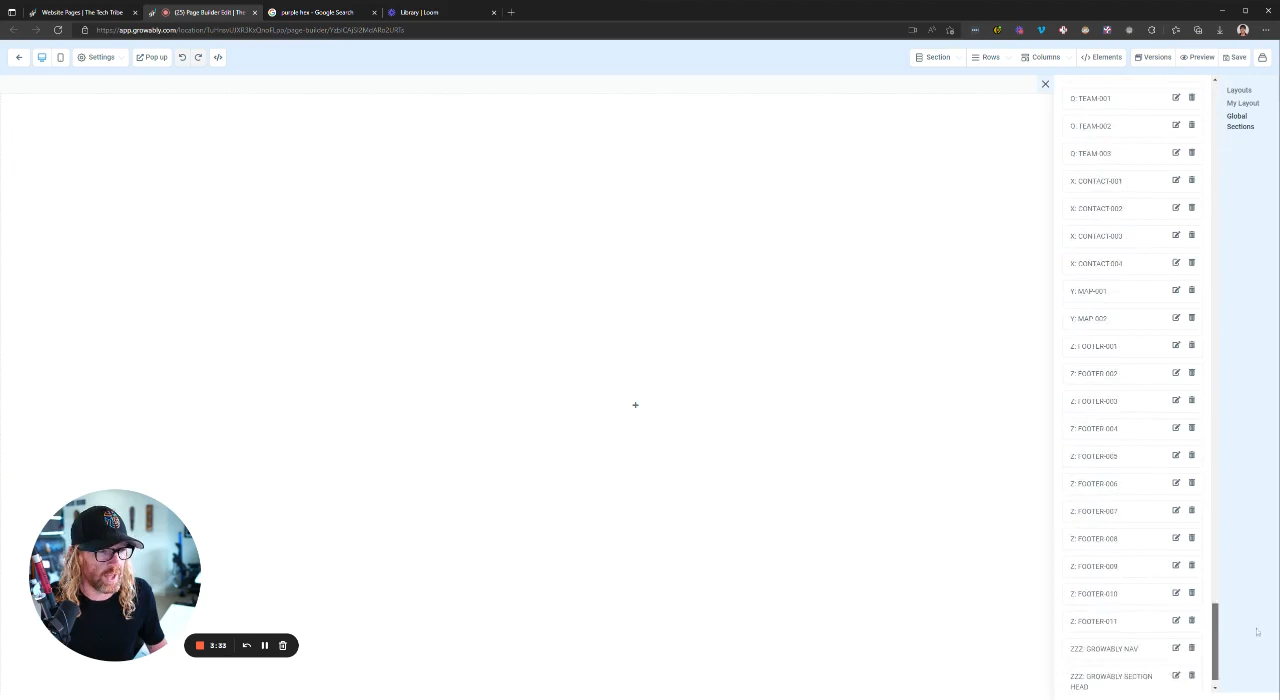 Website Pages | The Tech Tribe
(25) Page Builder Edit | The
purple hex - Google Search
Library | Loom
Settings
Pop up
Section
Rows
Columns
Elements
Versions
Preview
Save
Layouts
My Layout
Global
Sections
Q: TEAM-001
Q: TEAM-002
Q: TEAM-003
X: CONTACT-001
X: CONTACT-002
X: CONTACT-003
X: CONTACT-004
Y: MAP-001
Y: MAP-002
Z: FOOTER-001
Z: FOOTER-002
Z: FOOTER-003
Z: FOOTER-004
Z: FOOTER-005
Z: FOOTER-006
Z: FOOTER-007
Z: FOOTER-008
Z: FOOTER-009
Z: FOOTER-010
Z: FOOTER-011
ZZZ: GROWABLY NAV
ZZZ: GROWABLY SECTION
HEAD
3:33